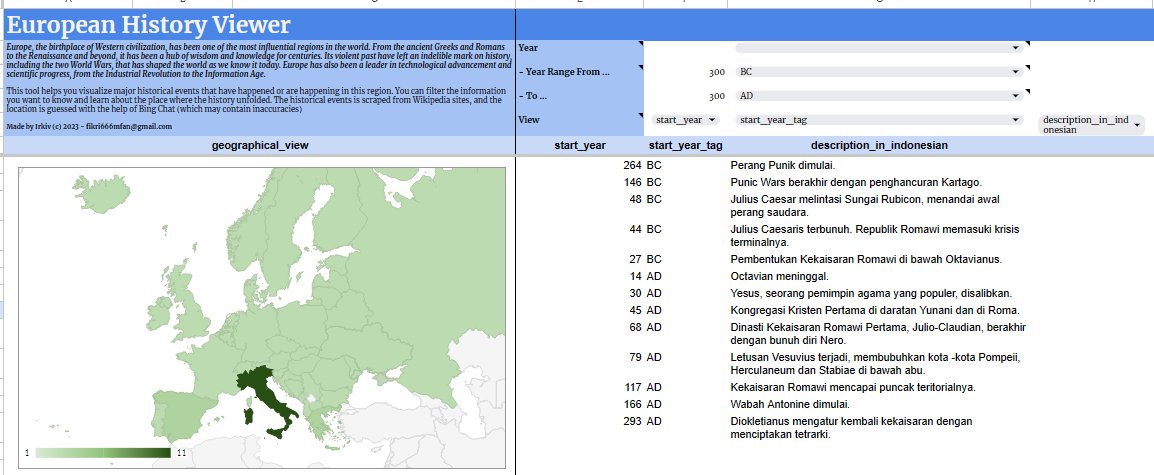 European History Viewer
Europe, the birthplace of Western civilization, has been one of the most influential regions in the world. From the ancient Greeks and Romans
to the Renaissance and beyond, it has been a hub of wisdom and knowledge for centuries. Its violent past have left an indelible mark on history,
including the two World Wars, that has shaped the world as we know it today. Europe has also been a leader in technological advancement and
scientific progress, from the Industrial Revolution to the Information Age.
This tool helps you visualize major historical events that have happened or are happening in this region. You can filter the information
you want to know and learn about the place where the history unfolded. The historical events is scraped from Wikipedia sites, and the
location is guessed with the help of Bing Chat (which may contain inaccuracies)
Made by Irkiv (c) 2023 - fikri666mfan@gmail.com
Year
- Year Range From ... 300 BC
- To ... 300 AD
View start_year start_year_tag description_in_ind
onesian
geographical_view start_year start_year_tag description_in_indonesian
264 BC Perang Punik dimulai.
146 BC Punic Wars berakhir dengan penghancuran Kartago.
48 BC Julius Caesar melintasi Sungai Rubicon, menandai awal
perang saudara.
44 BC Julius Caesaris terbunuh. Republik Romawi memasuki krisis
terminalnya.
27 BC Pembentukan Kekaisaran Romawi di bawah Oktavianus.
14 AD Octavian meninggal.
30 AD Yesus, seorang pemimpin agama yang populer, disalibkan.
45 AD Kongregasi Kristen Pertama di daratan Yunani dan di Roma.
68 AD Dinasti Kekaisaran Romawi Pertama, Julio-Claudian, berakhir
dengan bunuh diri Nero.
79 AD Letusan Vesuvius terjadi, membubuhkan kota -kota Pompeii,
Herculaneum dan Stabiae di bawah abu.
117 AD Kekaisaran Romawi mencapai puncak teritorialnya.
166 AD Wabah Antonine dimulai.
293 AD Diokletianus mengatur kembali kekaisaran dengan
menciptakan tetrarki.
1 11